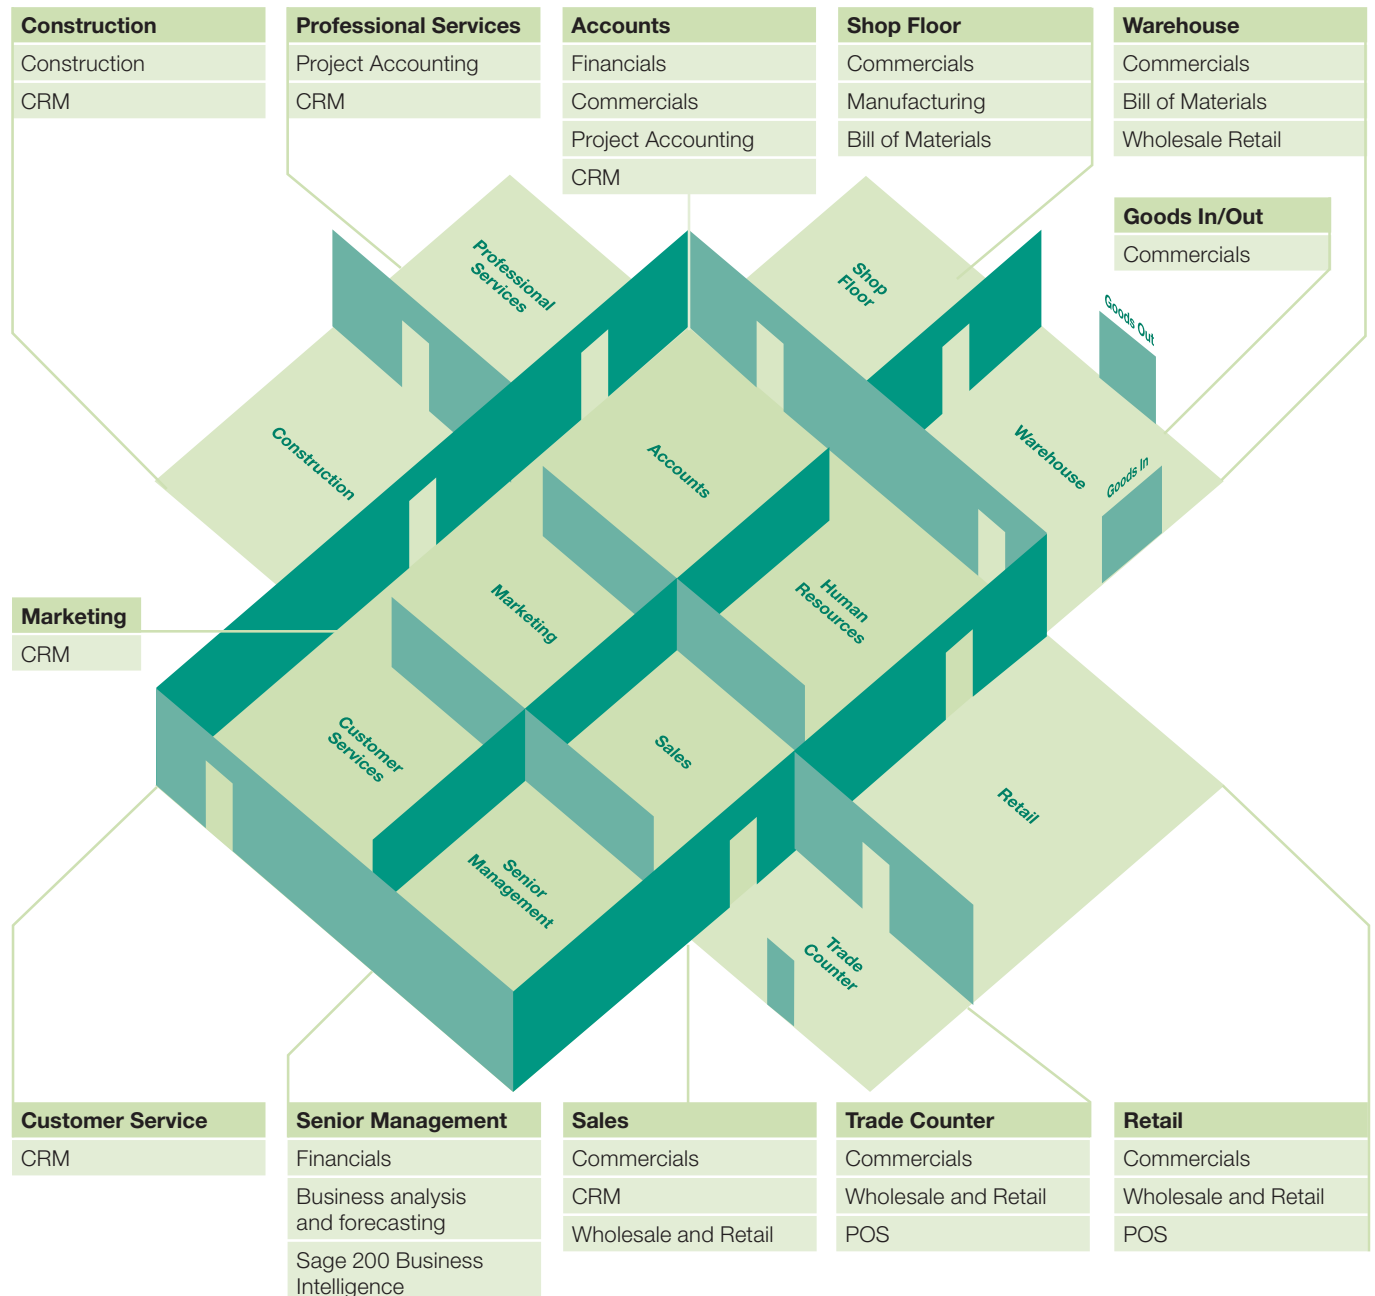 Construction
Construction
CRM
Professional Services
Project Accounting
CRM
Accounts
Financials
Commercials
Project Accounting
CRM
Shop Floor
Commercials
Manufacturing
Bill of Materials
Warehouse
Commercials
Bill of Materials
Wholesale Retail
Goods In/Out
Commercials
Professional
Services
Shop
Floor
Goods Out
Construction
Accounts
Warehouse
Goods In
Marketing
CRM
Marketing
Human
Resources
Customer
Services
Sales
Retail
Senior
Management
Trade
Counter
Customer Service
CRM
Senior Management
Financials
Business analysis
and forecasting
Sage 200 Business
Intelligence
Sales
Commercials
CRM
Wholesale and Retail
Trade Counter
Commercials
Wholesale and Retail
POS
Retail
Commercials
Wholesale and Retail
POS